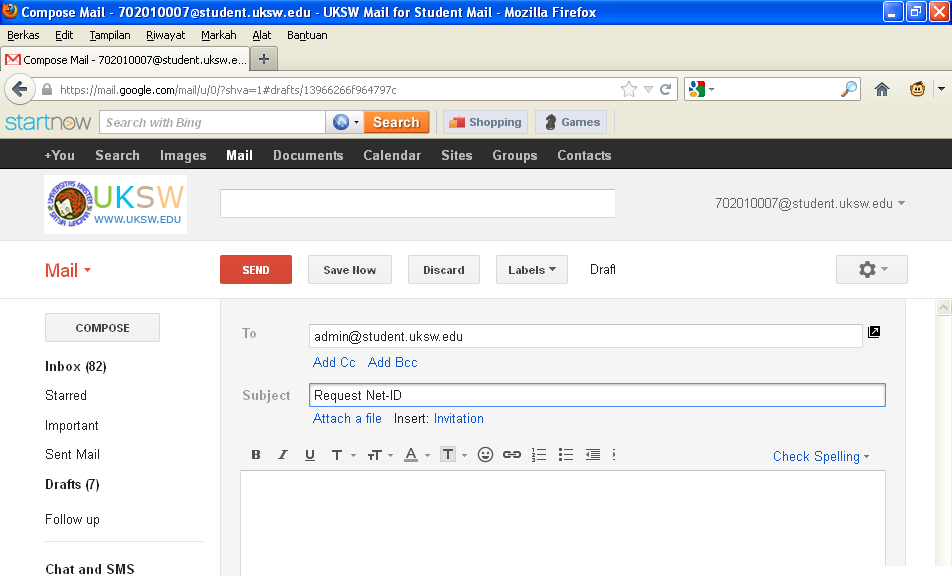 Compose Mail - 702010007@student.uksw.edu - UKSW Mail for Student Mail - Mozilla Firefox
Berkas Edit Tampilan Riwayat Markah Alat Bantuan
Compose Mail - 702010007@student.uksw.e...
https://mail.google.com/mail/u/0/?shva=1#drafts/13966266f964797c
startnow Search with Bing Search Shopping Games
+You Search Images Mail Documents Calendar Sites Groups Contacts
UKSW
WWW.UKSW.EDU
702010007@student.uksw.edu
Mail SEND Save Now Discard Labels Draft
COMPOSE
Inbox (82)
Starred
Important
Sent Mail
Drafts (7)
Follow up
Chat and SMS
To admin@student.uksw.edu
Add Cc Add Bcc
Subject Request Net-ID
Attach a file Insert: Invitation
B I U T TT A T Check Spelling